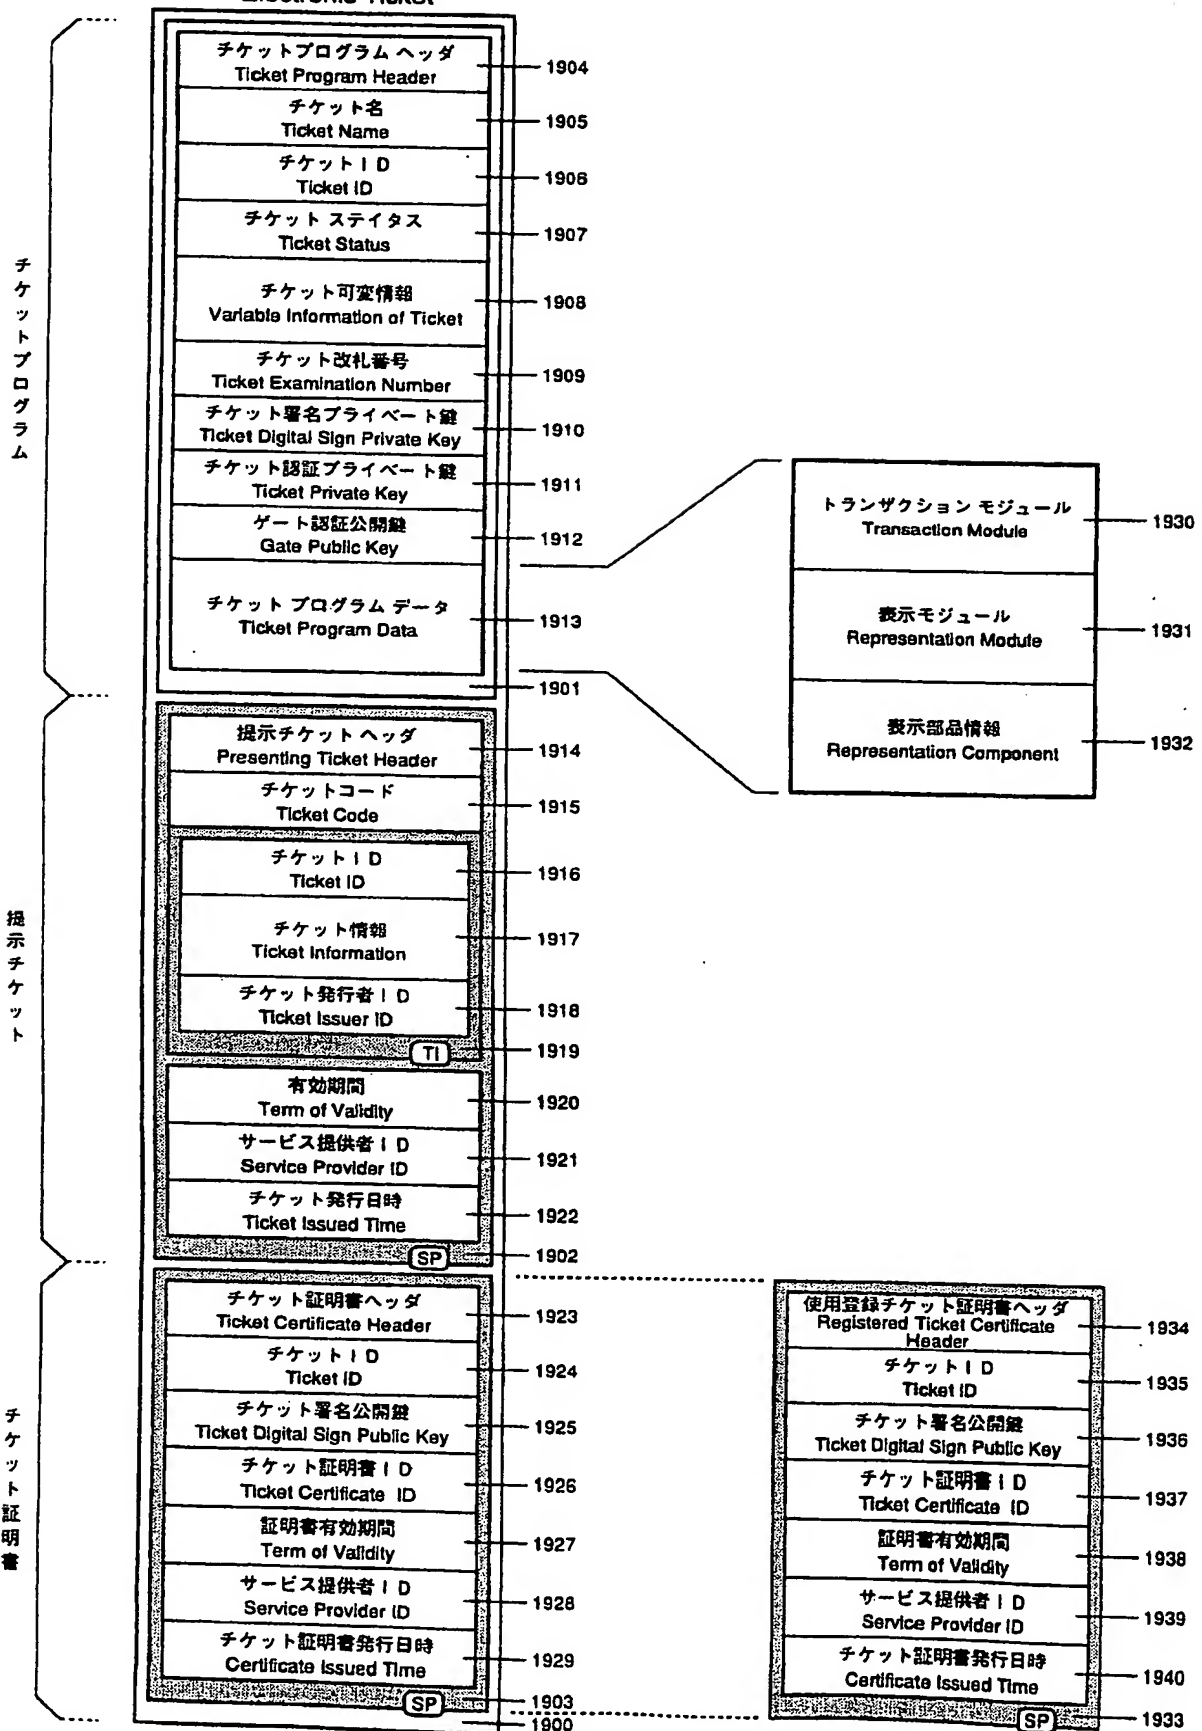 チケットプログラム ヘッダ
Ticket Program Header
1904
チケット名
Ticket Name
1905
チケットID
Ticket ID
1906
チケット ステイタス
Ticket Status
1907
チケット可変情報
Variable Information of Ticket
1908
チケット改札番号
Ticket Examination Number
1909
チケット署名プライベート鍵
Ticket Digital Sign Private Key
1910
チケット認証プライベート鍵
Ticket Private Key
1911
ゲート認証公開鍵
Gate Public Key
1912
チケット プログラム データ
Ticket Program Data
1913
1901
チケットプログラム
トランザクション モジュール
Transaction Module
1930
表示モジュール
Representation Module
1931
表示部品情報
Representation Component
1932
提示チケット ヘッダ
Presenting Ticket Header
1914
チケットコード
Ticket Code
1915
チケットID
Ticket ID
1916
チケット情報
Ticket Information
1917
チケット発行者ID
Ticket Issuer ID
1918
TI
1919
有効期間
Term of Validity
1920
サービス提供者ID
Service Provider ID
1921
チケット発行日時
Ticket Issued Time
1922
SP
1902
提示チケット
チケット証明書ヘッダ
Ticket Certificate Header
1923
チケットID
Ticket ID
1924
チケット署名公開鍵
Ticket Digital Sign Public Key
1925
チケット証明書ID
Ticket Certificate ID
1926
証明書有効期間
Term of Validity
1927
サービス提供者ID
Service Provider ID
1928
チケット証明書発行日時
Certificate Issued Time
1929
SP
1903
1900
チケット証明書
使用登録チケット証明書ヘッダ
Registered Ticket Certificate
Header
1934
チケットID
Ticket ID
1935
チケット署名公開鍵
Ticket Digital Sign Public Key
1936
チケット証明書ID
Ticket Certificate ID
1937
証明書有効期間
Term of Validity
1938
サービス提供者ID
Service Provider ID
1939
チケット証明書発行日時
Certificate Issued Time
1940
SP
1933